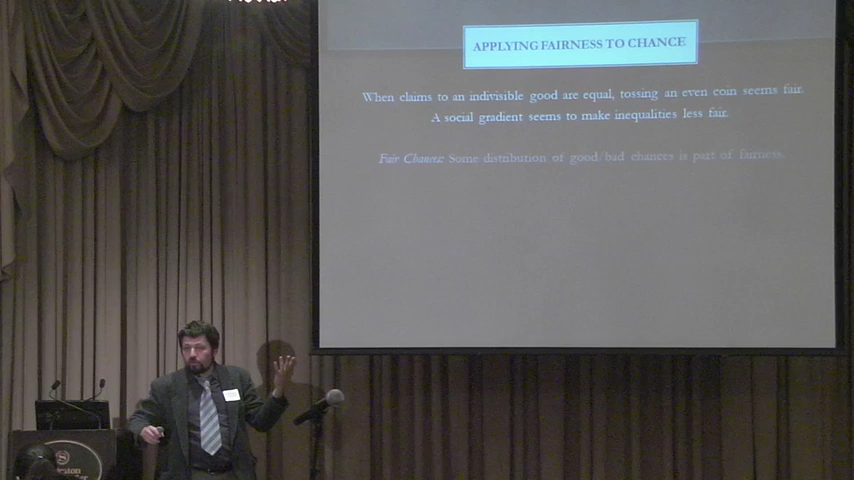 APPLYING FAIRNESS TO CHANCE
When claims to an indivisible good are equal, tossing an even coin seems fair.
A social gradient seems to make inequalities less fair.
Fair Chances: Some distribution of good/bad chances is part of fairness.